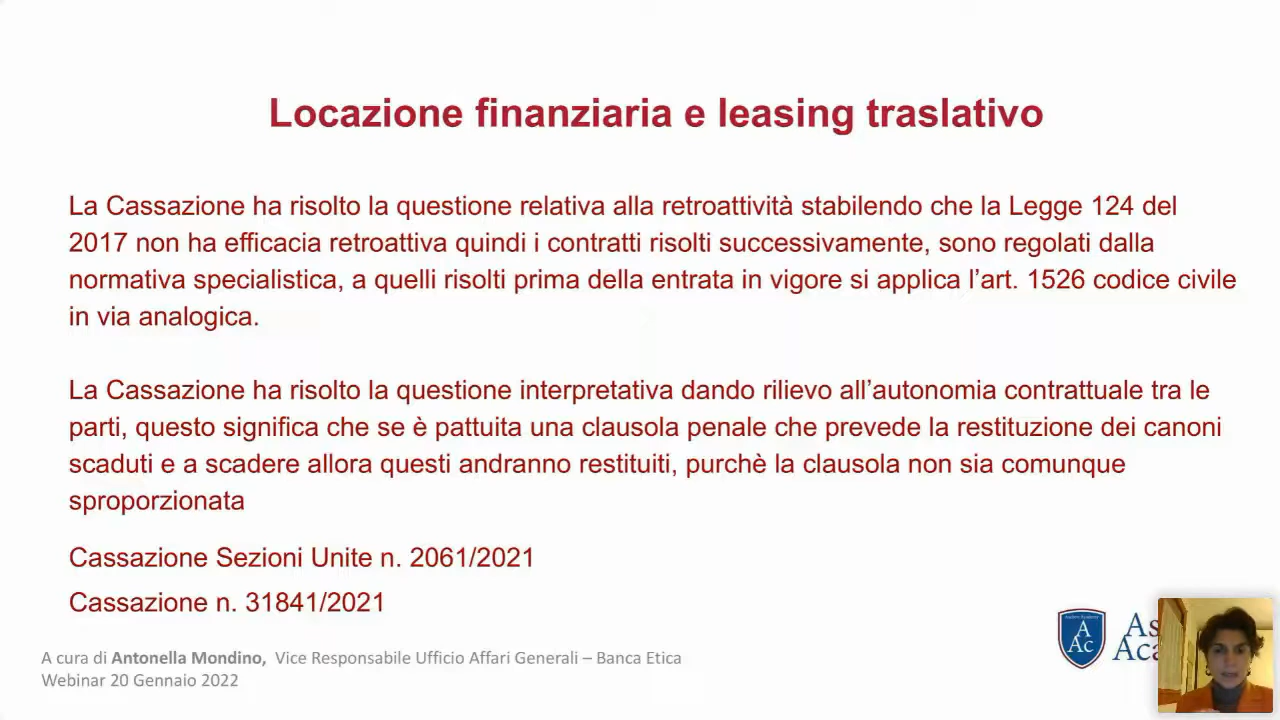 Locazione finanziaria e leasing traslativo
La Cassazione ha risolto la questione relativa alla retroattività stabilendo che la Legge 124 del
2017 non ha efficacia retroattiva quindi i contratti risolti successivamente, sono regolati dalla
normativa specialistica, a quelli risolti prima della entrata in vigore si applica l’art. 1526 codice civile
in via analogica.
La Cassazione ha risolto la questione interpretativa dando rilievo all’autonomia contrattuale tra le
parti, questo significa che se è pattuita una clausola penale che prevede la restituzione dei canoni
scaduti e a scadere allora questi andranno restituiti, purchè la clausola non sia comunque
sproporzionata
Cassazione Sezioni Unite n. 2061/2021
Cassazione n. 31841/2021
A cura di Antonella Mondino, Vice Responsabile Ufficio Affari Generali – Banca Etica
Webinar 20 Gennaio 2022
A
Ac